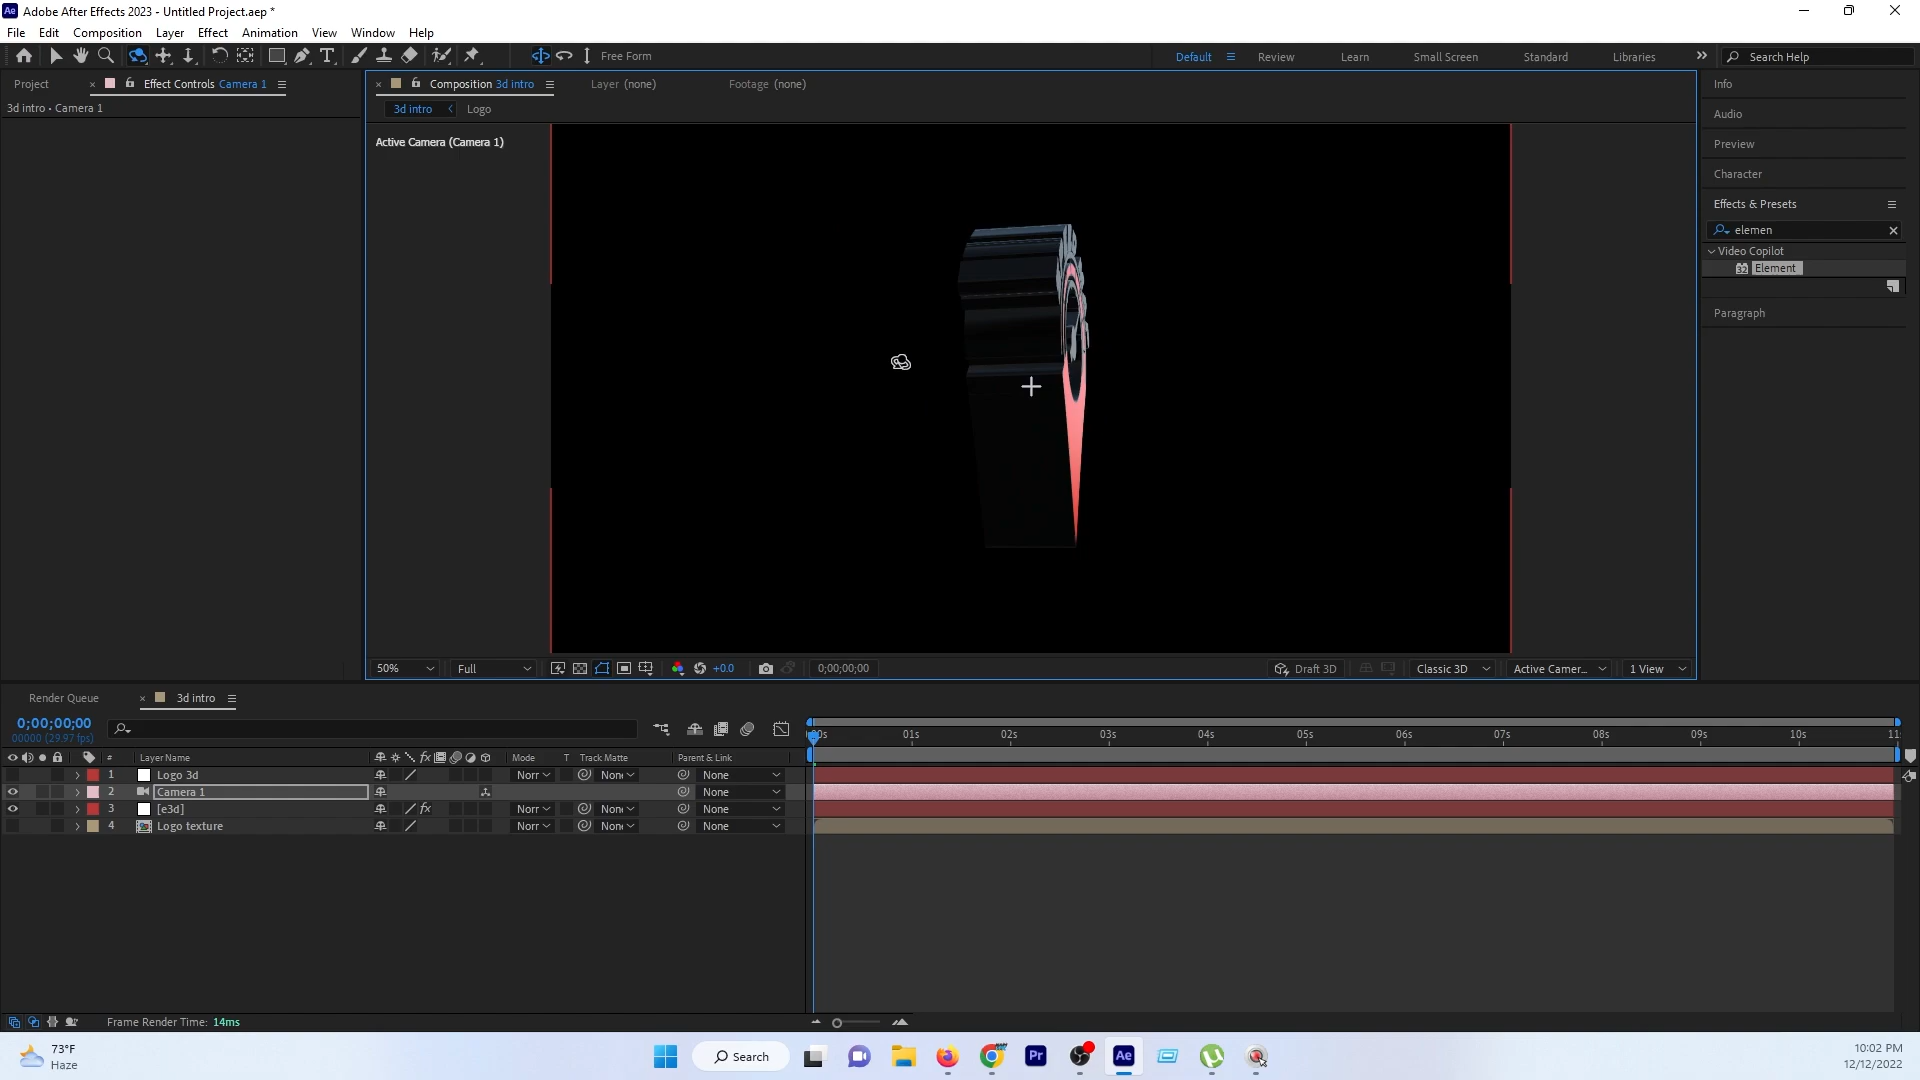 Ae Adobe After Effects 2023 - Untitled Project.aep *
File Edit Composition Layer Effect Animation View Window Help
Free Form
Default Review Learn Small Screen Standard Libraries Search Help
Project Effect Controls Camera 1
3d intro • Camera 1
Composition 3d intro Layer (none) Footage (none)
3d intro Logo
Active Camera (Camera 1)
Info
Audio
Preview
Character
Effects & Presets
elemen
Video Copilot
32 Element
Paragraph
50% Full +0.0 0;00;00;00 Draft 3D Classic 3D Active Camer... 1 View
Render Queue 3d intro
0;00;00;00
00000 (29.97 fps)
01s 02s 03s 04s 05s 06s 07s 08s 09s 10s
# Layer Name fx Mode T Track Matte Parent & Link
1 Logo 3d Norr None
2 Camera 1 None
3 [e3d] fx Norr None
4 Logo texture Norr None
Frame Render Time: 14ms
73°F
Haze
Search
Pr
Ae
10:02 PM
12/12/2022